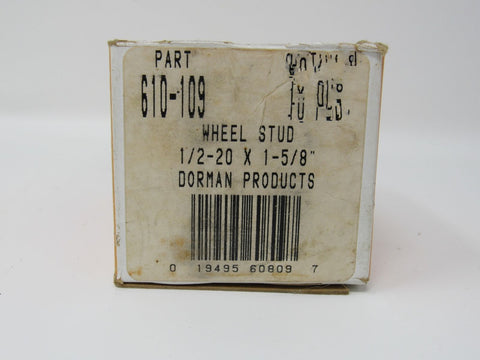 PART
610-109
WHEEL STUD
1/2-20 X 1-5/8"
DORMAN PRODUCTS
0 19495 60809 7